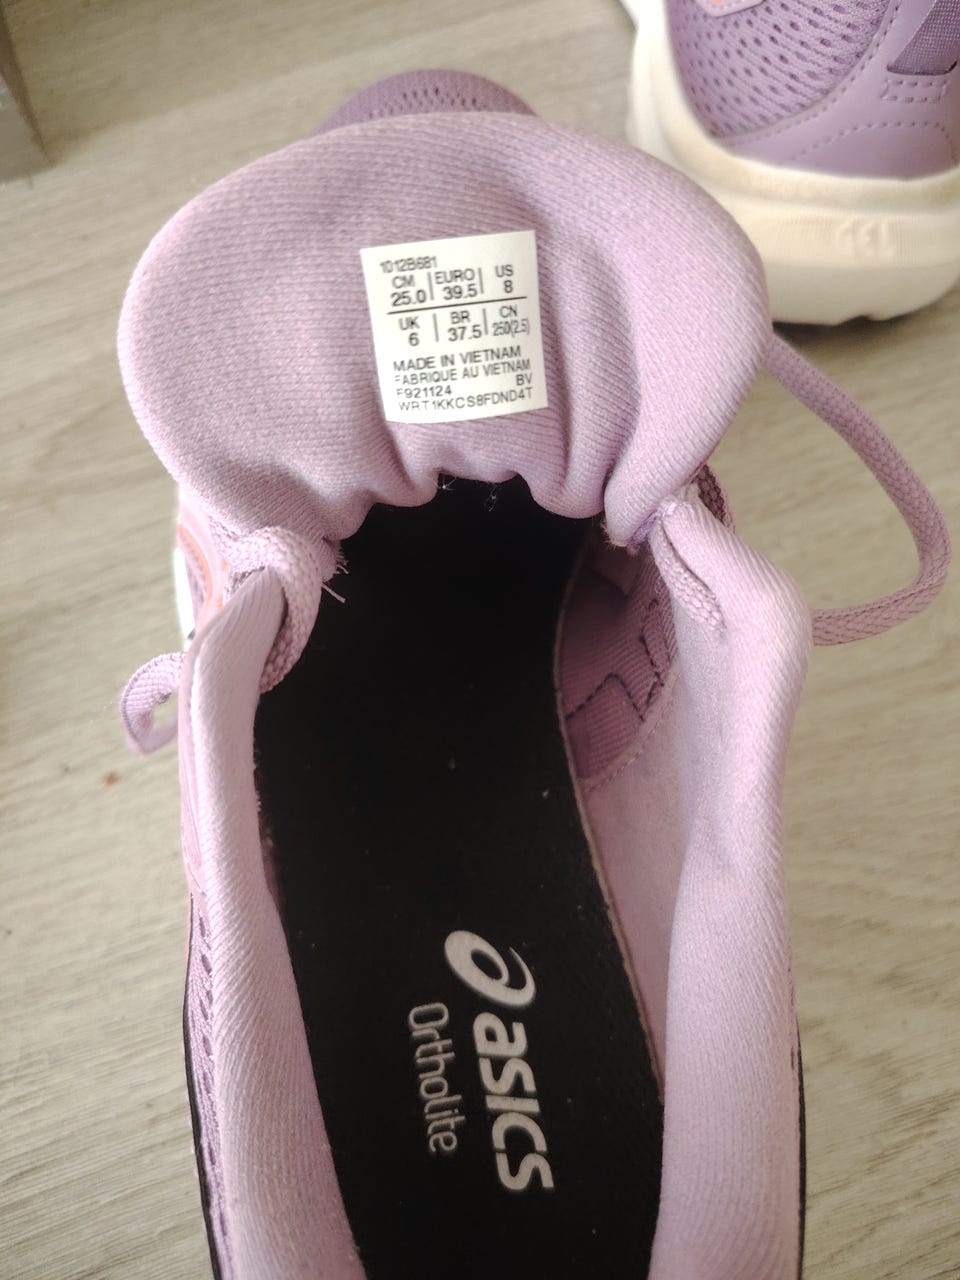 GEL
1012B681
CM | EURO | US
25.0 | 39.5 | 8
UK | BR | CN
6 | 37.5 | 250(2.5)
MADE IN VIETNAM
FABRIQUE AU VIETNAM
F921124 BV
WRT1KKCS8FDND4T
asics
Ortholite